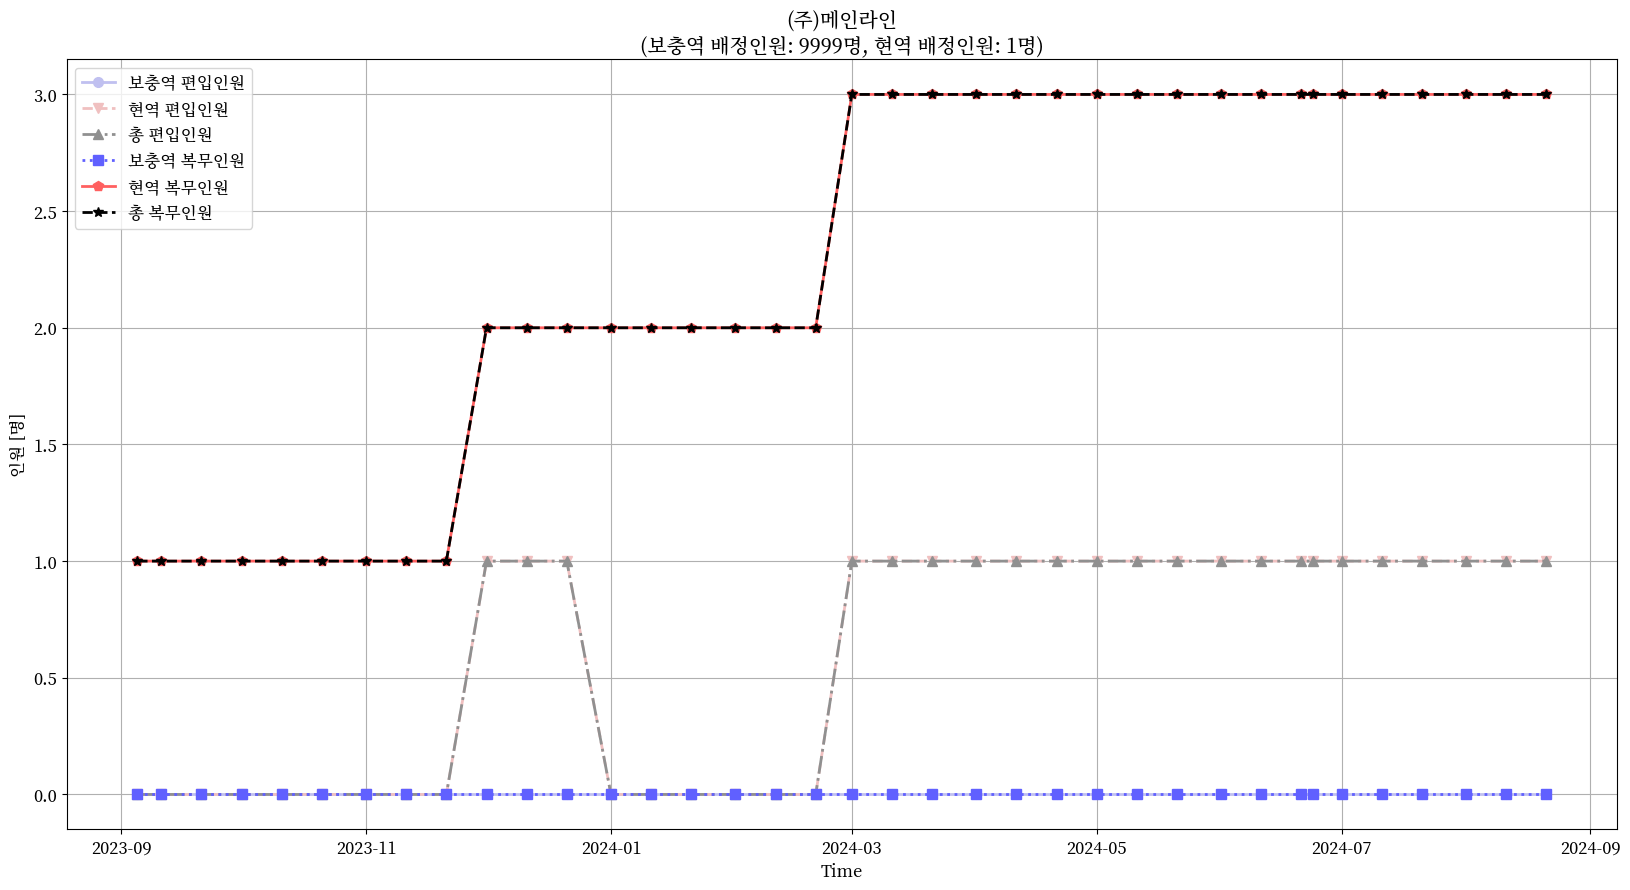 (주)메인라인
(보충역 배정인원: 9999명, 현역 배정인원: 1명)
보충역 편입인원
현역 편입인원
총 편입인원
보충역 복무인원
현역 복무인원
총 복무인원
인원 [명]
3.0
2.5
2.0
1.5
1.0
0.5
0.0
2023-09
2023-11
2024-01
2024-03
2024-05
2024-07
2024-09
Time